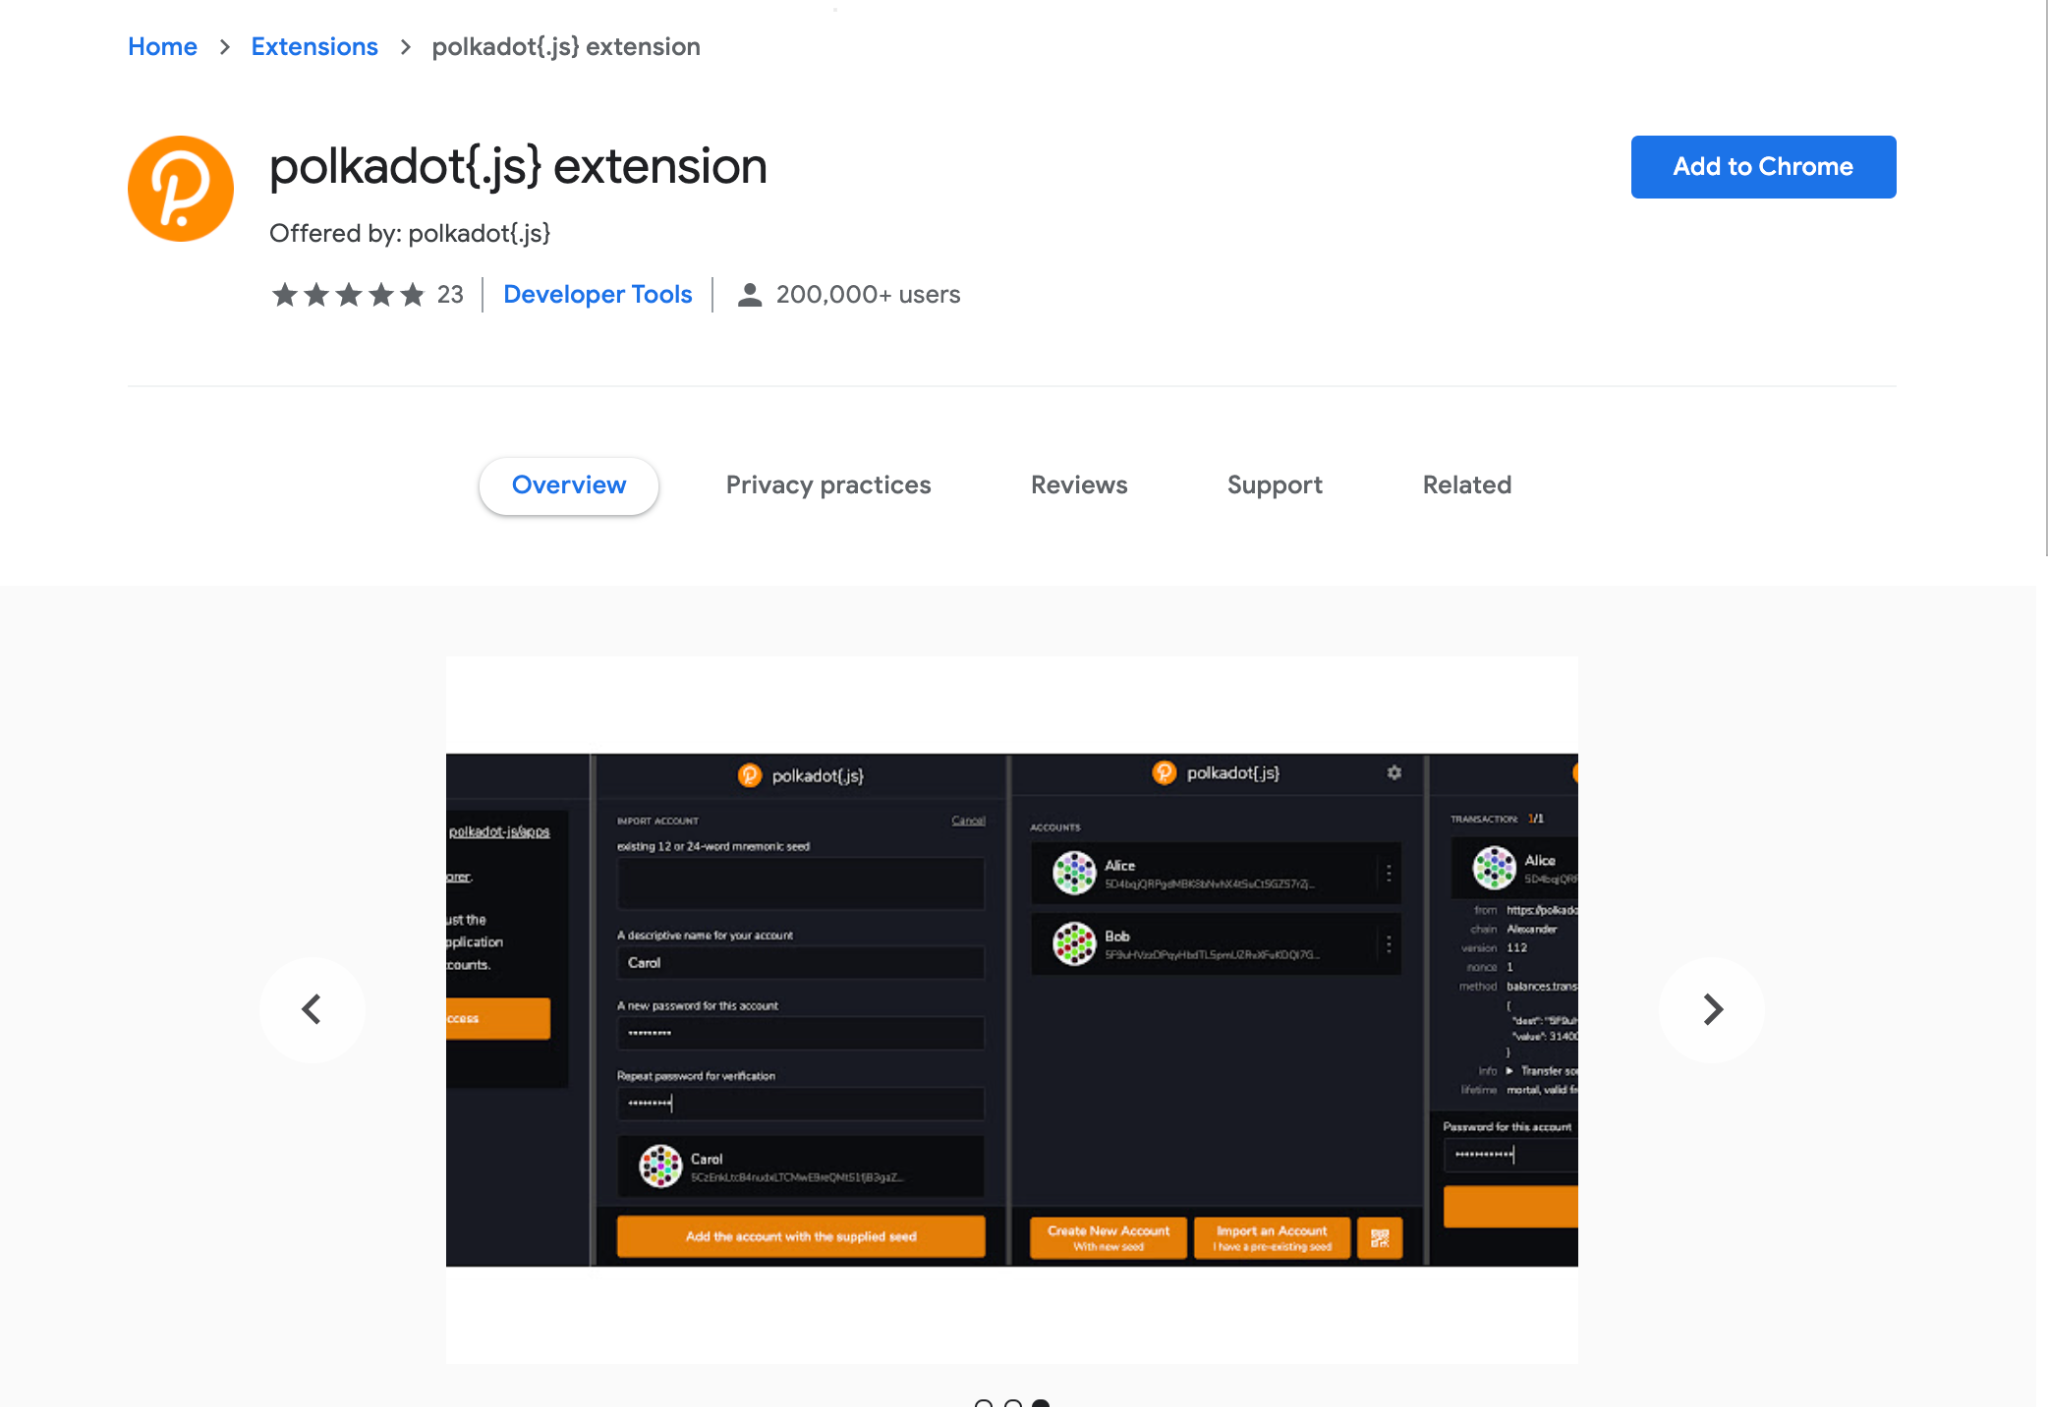 Home > Extensions > polkadot{.js} extension
polkadot{.js} extension
Add to Chrome
Offered by: polkadot{.js}
23 | Developer Tools | 200,000+ users
Overview Privacy practices Reviews Support Related
polkadot-js/apps
orer.
ust the
pplication
counts.
ccess
polkadot{.js}
IMPORT ACCOUNT Cancel
existing 12 or 24-word mnemonic seed
A descriptive name for your account
Carol
A new password for this account
Repeat password for verification
Carol
Add the account with the supplied seed
polkadot{.js}
ACCOUNTS
Alice
Bob
Create New Account
With new seed
Import an Account
I have a pre-existing seed
TRANSACTION: 1/1
Alice
from https://polkado
chain Alexander
version 112
nonce 1
method balances.trans
{
"dest": "5F9uH
"value": 31400
}
info ▶ Transfer so
lifetime mortal, valid fr
Password for this account